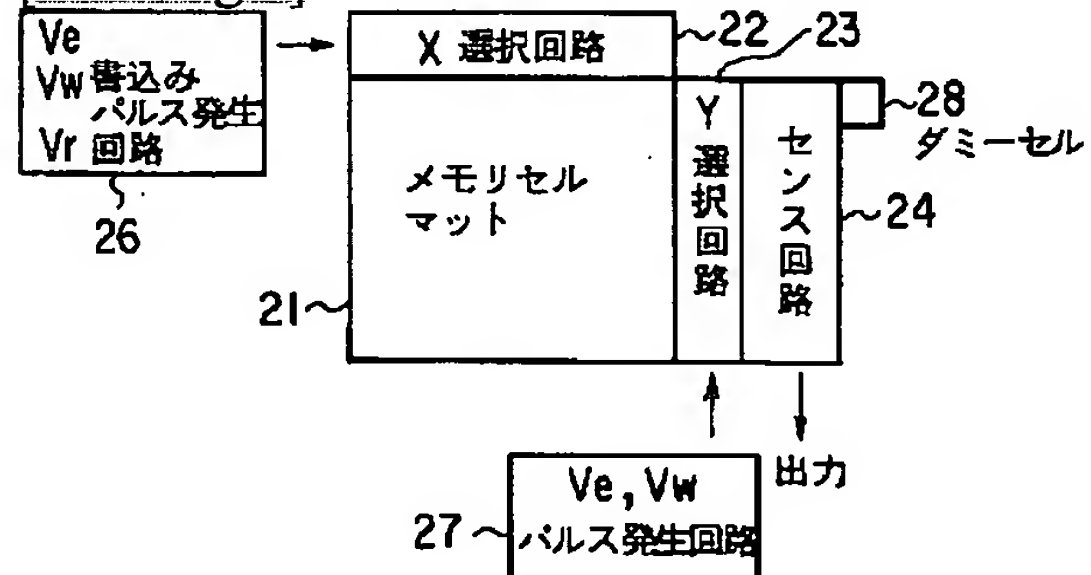 Ve
Vw 書込み
パルス発生
Vr 回路
26
X 選択回路
22
23
メモリセル
マット
Y選択回路
センス回路
28
ダミーセル
24
21
Ve, Vw
パルス発生回路
27
出力